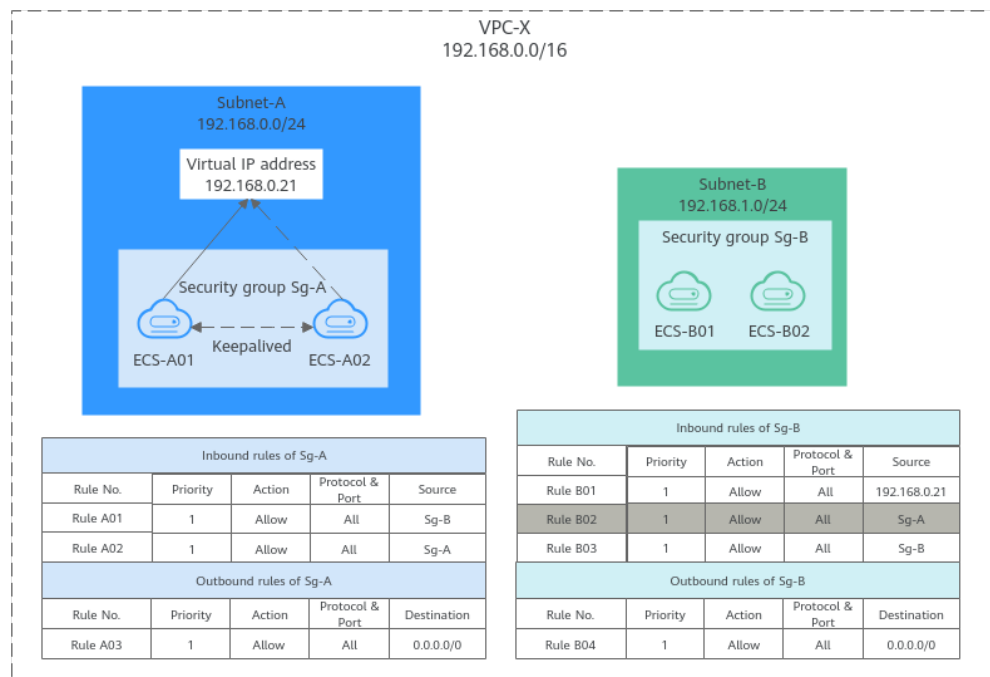 VPC-X
192.168.0.0/16
Subnet-A
192.168.0.0/24
Virtual IP address
192.168.0.21
Security group Sg-A
Keepalived
ECS-A01
ECS-A02
Subnet-B
192.168.1.0/24
Security group Sg-B
ECS-B01
ECS-B02
Inbound rules of Sg-A
Rule No. Priority Action Protocol & Port Source
Rule A01 1 Allow All Sg-B
Rule A02 1 Allow All Sg-A
Outbound rules of Sg-A
Rule No. Priority Action Protocol & Port Destination
Rule A03 1 Allow All 0.0.0.0/0
Inbound rules of Sg-B
Rule No. Priority Action Protocol & Port Source
Rule B01 1 Allow All 192.168.0.21
Rule B02 1 Allow All Sg-A
Rule B03 1 Allow All Sg-B
Outbound rules of Sg-B
Rule No. Priority Action Protocol & Port Destination
Rule B04 1 Allow All 0.0.0.0/0